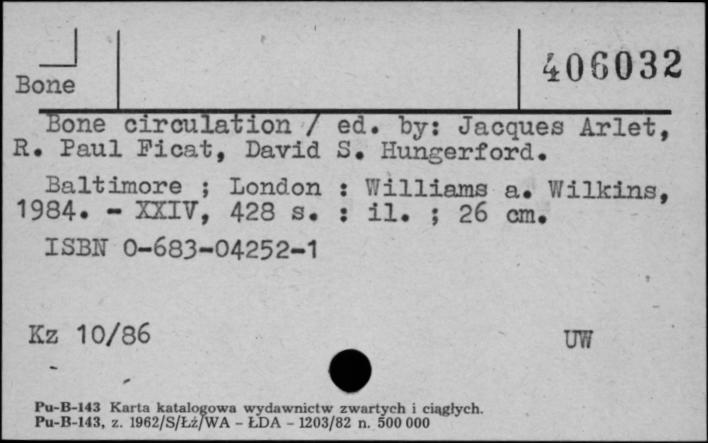 406032
Bone
Bone circulation / ed. by: Jacques Arlet,
R. Paul Ficat, David S. Hungerford.
Baltimore ; London : Williams a. Wilkins,
1984. - XXIV, 428 s. : il. ; 26 cm.
ISBN 0-683-04252-1
Kz 10/86 UW
Pu-B-143 Karta katalogowa wydawnictw zwartych i ciągłych.
Pu-B-143, z. 1962/S/Łż/WA - ŁDA - 1203/82 n. 500 000